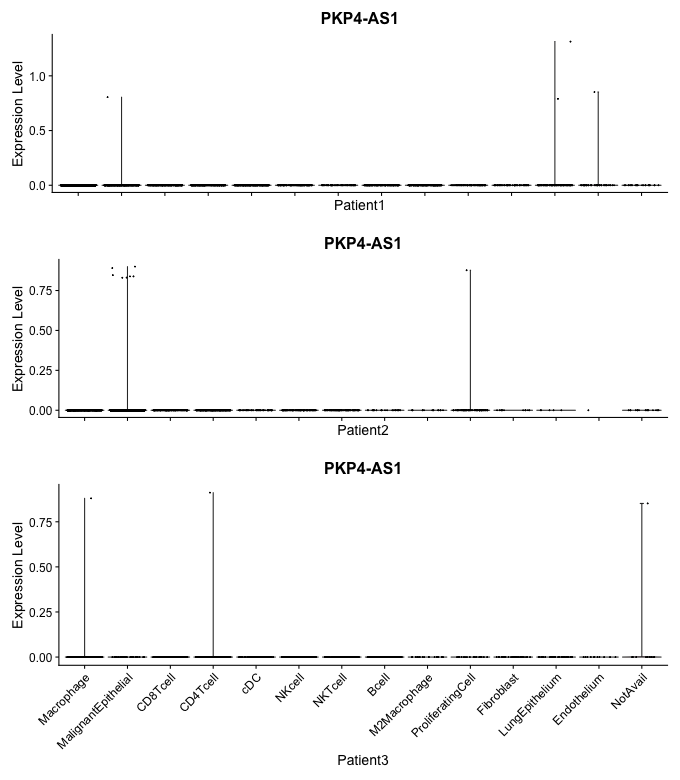 PKP4-AS1
Expression Level
1.0
0.5
0.0
Patient1
PKP4-AS1
Expression Level
0.75
0.50
0.25
0.00
Patient2
PKP4-AS1
Expression Level
0.75
0.50
0.25
0.00
Macrophage
MalignantEpithelial
CD8Tcell
CD4Tcell
cDC
NKcell
NKTcell
Bcell
M2Macrophage
ProliferatingCell
Fibroblast
LungEpithelium
Endothelium
NotAvail
Patient3